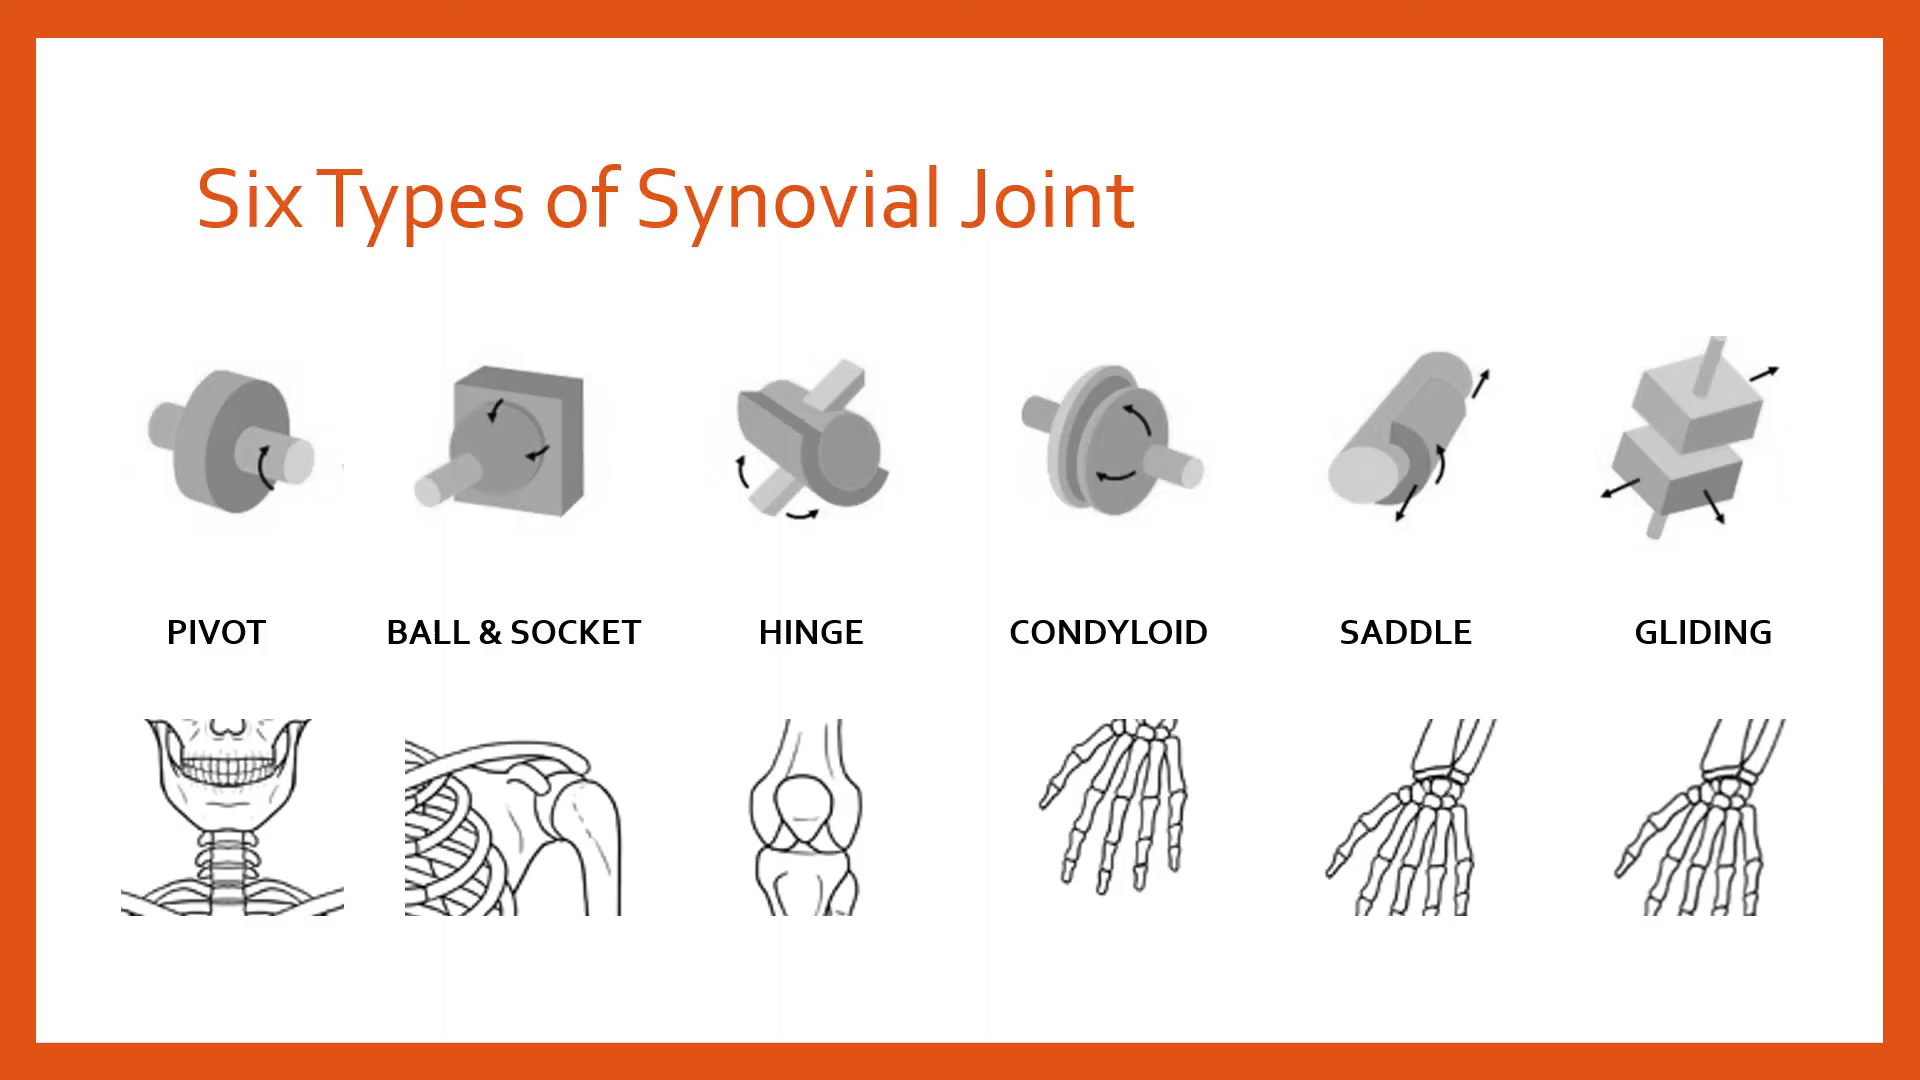 Six Types of Synovial Joint
PIVOT
BALL & SOCKET
HINGE
CONDYLOID
SADDLE
GLIDING